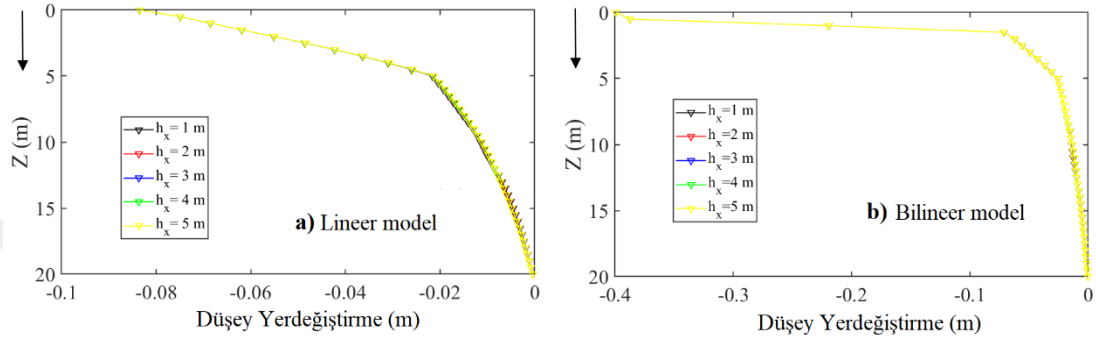 0
5
10
15
20
Z (m)
h_x= 1 m
h_x= 2 m
h_x= 3 m
h_x= 4 m
h_x= 5 m
a) Lineer model
-0.1
-0.08
-0.06
-0.04
-0.02
0
Düşey Yerdeğiştirme (m)
0
5
10
15
20
Z (m)
h_x=1 m
h_x=2 m
h_x=3 m
h_x=4 m
h_x=5 m
b) Bilineer model
-0.4
-0.3
-0.2
-0.1
0
Düşey Yerdeğiştirme (m)